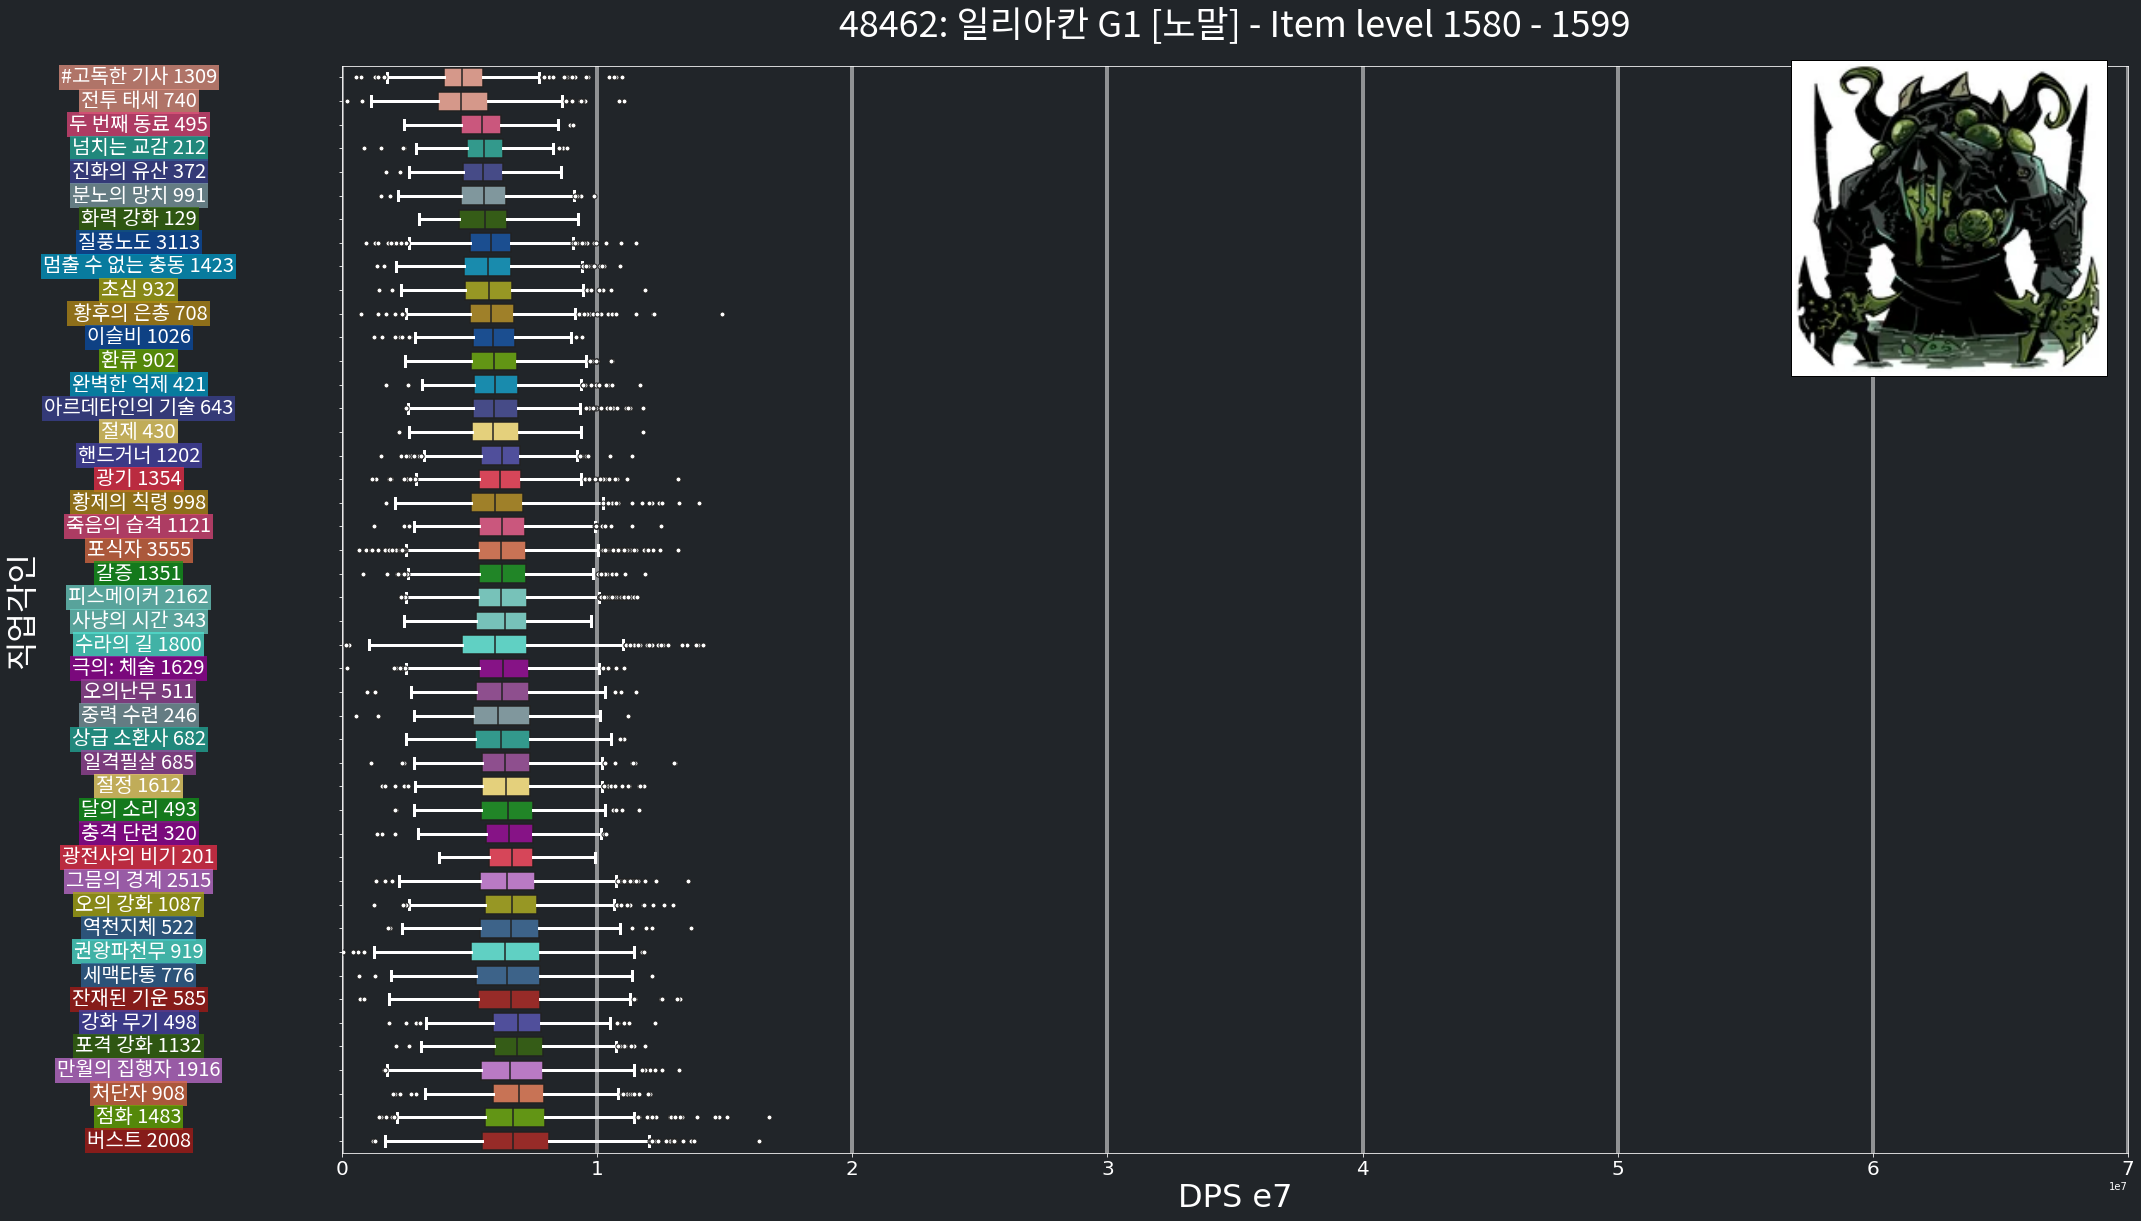 48462: 일리아칸 G1 [노말] - Item level 1580 - 1599
#고독한 기사 1309
전투 태세 740
두 번째 동료 495
넘치는 교감 212
진화의 유산 372
분노의 망치 991
화력 강화 129
질풍노도 3113
멈출 수 없는 충동 1423
초심 932
황후의 은총 708
이슬비 1026
환류 902
완벽한 억제 421
아르데타인의 기술 643
절제 430
핸드거너 1202
광기 1354
황제의 칙령 998
죽음의 습격 1121
포식자 3555
갈증 1351
피스메이커 2162
사냥의 시간 343
수라의 길 1800
극의: 체술 1629
오의난무 511
중력 수련 246
상급 소환사 682
일격필살 685
절정 1612
달의 소리 493
충격 단련 320
광전사의 비기 201
그믐의 경계 2515
오의 강화 1087
역천지체 522
권왕파천무 919
세맥타통 776
잔재된 기운 585
강화 무기 498
포격 강화 1132
만월의 집행자 1916
처단자 908
점화 1483
버스트 2008
직업각인
0 1 2 3 4 5 6 7
1e7
DPS e7